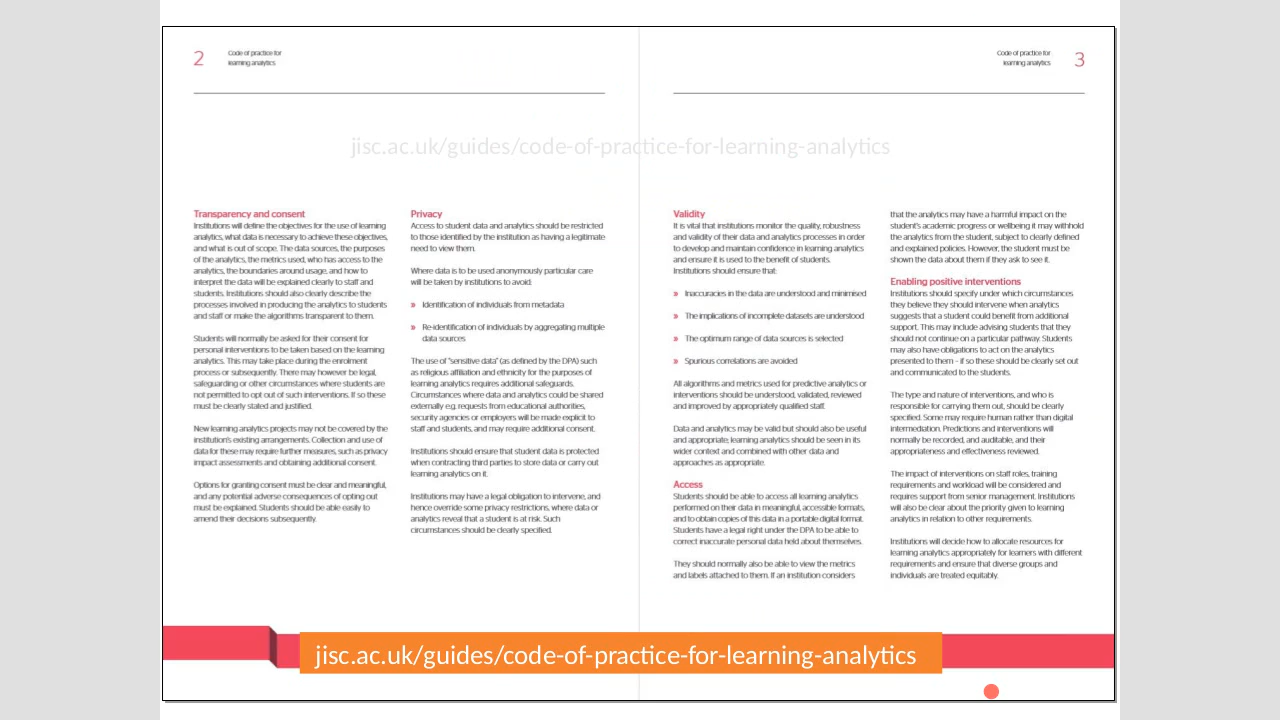 2
Code of practice for
learning analytics
Code of practice for
learning analytics
3
jisc.ac.uk/guides/code-of-practice-for-learning-analytics
Transparency and consent
Institutions will define the objectives for the use of learning
analytics, what data is necessary to achieve these objectives,
and what is out of scope. The data sources, the purposes
of the analytics, the metrics used, who has access to the
analytics, the boundaries around usage, and how to
interpret the data will be explained clearly to staff and
students. Institutions should also clearly describe the
processes involved in producing the analytics to students
and staff or make the algorithms transparent to them.
Students will normally be asked for their consent for
personal interventions to be taken based on the learning
analytics. This may take place during the enrolment
process or subsequently. There may however be legal,
safeguarding or other circumstances where students are
not permitted to opt out of such interventions. If so these
must be clearly stated and justified.
New learning analytics projects may not be covered by the
institution's existing arrangements. Collection and use of
data for these may require further measures, such as privacy
impact assessments and obtaining additional consent.
Options for granting consent must be clear and meaningful,
and any potential adverse consequences of opting out
must be explained. Students should be able easily to
amend their decisions subsequently.
Privacy
Access to student data and analytics should be restricted
to those identified by the institution as having a legitimate
need to view them.
Where data is to be used anonymously particular care
will be taken by institutions to avoid:
» Identification of individuals from metadata
» Re-identification of individuals by aggregating multiple
data sources
The use of "sensitive data" (as defined by the DPA) such
as religious affiliation and ethnicity for the purposes of
learning analytics requires additional safeguards.
Circumstances where data and analytics could be shared
externally e.g. requests from educational authorities,
security agencies or employers will be made explicit to
staff and students, and may require additional consent.
Institutions should ensure that student data is protected
when contracting third parties to store data or carry out
learning analytics on it.
Institutions may have a legal obligation to intervene, and
hence override some privacy restrictions, where data or
analytics reveal that a student is at risk. Such
circumstances should be clearly specified.
Validity
It is vital that institutions monitor the quality, robustness
and validity of their data and analytics processes in order
to develop and maintain confidence in learning analytics
and ensure it is used to the benefit of students.
Institutions should ensure that:
» Inaccuracies in the data are understood and minimised
» The implications of incomplete datasets are understood
» The optimum range of data sources is selected
» Spurious correlations are avoided
All algorithms and metrics used for predictive analytics or
interventions should be understood, validated, reviewed
and improved by appropriately qualified staff.
Data and analytics may be valid but should also be useful
and appropriate; learning analytics should be seen in its
wider context and combined with other data and
approaches as appropriate.
Access
Students should be able to access all learning analytics
performed on their data in meaningful, accessible formats,
and to obtain copies of this data in a portable digital format.
Students have a legal right under the DPA to be able to
correct inaccurate personal data held about themselves.
They should normally also be able to view the metrics
and labels attached to them. If an institution considers
that the analytics may have a harmful impact on the
student's academic progress or wellbeing it may withhold
the analytics from the student, subject to clearly defined
and explained policies. However, the student must be
shown the data about them if they ask to see it.
Enabling positive interventions
Institutions should specify under which circumstances
they believe they should intervene when analytics
suggests that a student could benefit from additional
support. This may include advising students that they
should not continue on a particular pathway. Students
may also have obligations to act on the analytics
presented to them – if so these should be clearly set out
and communicated to the students.
The type and nature of interventions, and who is
responsible for carrying them out, should be clearly
specified. Some may require human rather than digital
intermediation. Predictions and interventions will
normally be recorded, and auditable, and their
appropriateness and effectiveness reviewed.
The impact of interventions on staff roles, training
requirements and workload will be considered and
requires support from senior management. Institutions
will also be clear about the priority given to learning
analytics in relation to other requirements.
Institutions will decide how to allocate resources for
learning analytics appropriately for learners with different
requirements and ensure that diverse groups and
individuals are treated equitably.
jisc.ac.uk/guides/code-of-practice-for-learning-analytics